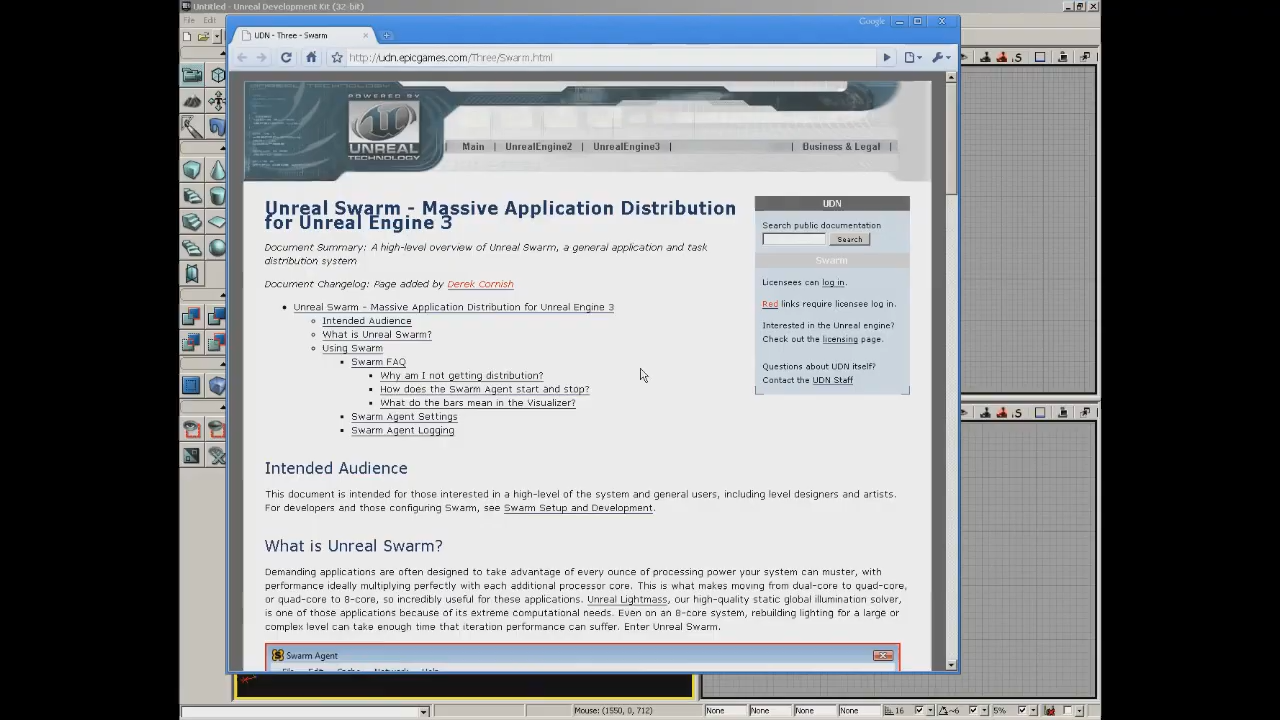 Untitled - Unreal Development Kit (32-bit)
File Edit
Google
UDN - Three - Swarm
http://udn.epicgames.com/Three/Swarm.html
POWERED BY
UNREAL
TECHNOLOGY
Main | UnrealEngine2 | UnrealEngine3 | Business & Legal |
Unreal Swarm - Massive Application Distribution
for Unreal Engine 3
Document Summary: A high-level overview of Unreal Swarm, a general application and task
distribution system
Document Changelog: Page added by Derek Cornish
Unreal Swarm - Massive Application Distribution for Unreal Engine 3
Intended Audience
What is Unreal Swarm?
Using Swarm
Swarm FAQ
Why am I not getting distribution?
How does the Swarm Agent start and stop?
What do the bars mean in the Visualizer?
Swarm Agent Settings
Swarm Agent Logging
UDN
Search public documentation
Search
Swarm
Licensees can log in.
Red links require licensee log in.
Interested in the Unreal engine?
Check out the licensing page.
Questions about UDN itself?
Contact the UDN Staff
Intended Audience
This document is intended for those interested in a high-level of the system and general users, including level designers and artists.
For developers and those configuring Swarm, see Swarm Setup and Development.
What is Unreal Swarm?
Demanding applications are often designed to take advantage of every ounce of processing power your system can muster, with
performance ideally multiplying perfectly with each additional processor core. This is what makes moving from dual-core to quad-core,
or quad-core to 8-core, so incredibly useful for these applications. Unreal Lightmass, our high-quality static global illumination solver,
is one of those applications because of its extreme computational needs. Even on an 8-core system, rebuilding lighting for a large or
complex level can take enough time that iteration performance can suffer. Enter Unreal Swarm.
Swarm Agent
File Edit Cache Network Help
Mouse: (1550, 0, 712) None None None None 16 ~6 5%